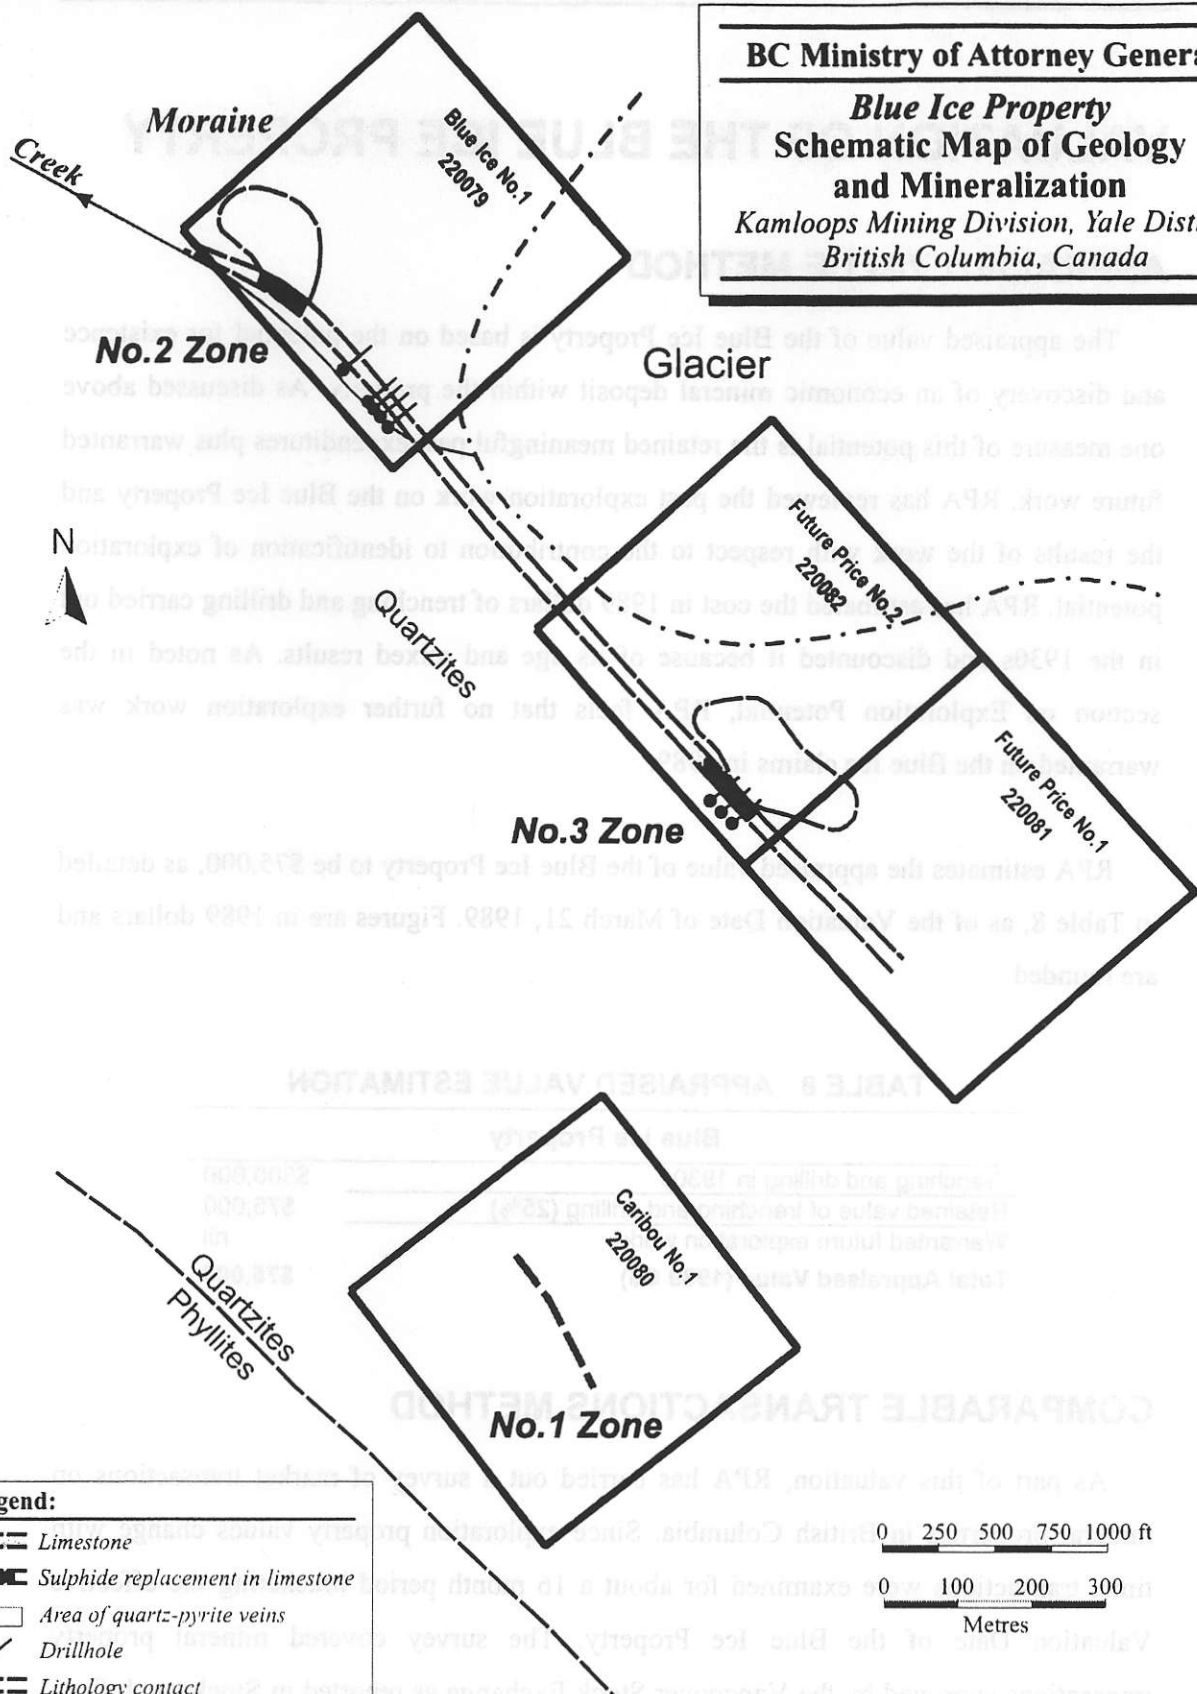 BC Ministry of Attorney Genera
Blue Ice Property
Schematic Map of Geology
and Mineralization
Kamloops Mining Division, Yale Dist
British Columbia, Canada
Moraine
Creek
Blue Ice No.1
220079
No.2 Zone
Glacier
N
Quartzites
Future Price No.2
220082
Future Price No.1
220081
No.3 Zone
Caribou No.1
220080
Quartzites
Phyllites
No.1 Zone
gend:
Limestone
Sulphide replacement in limestone
Area of quartz-pyrite veins
Drillhole
Lithology contact
0 250 500 750 1000 ft
0 100 200 300
Metres